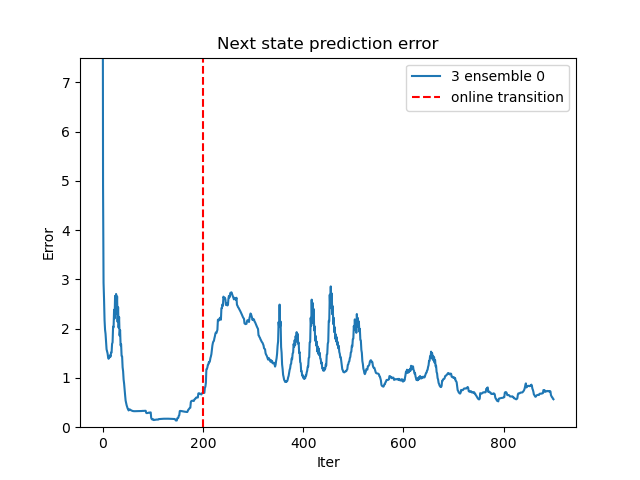 Next state prediction error
3 ensemble 0
online transition
Error
7
6
5
4
3
2
1
0
0 200 400 600 800
Iter